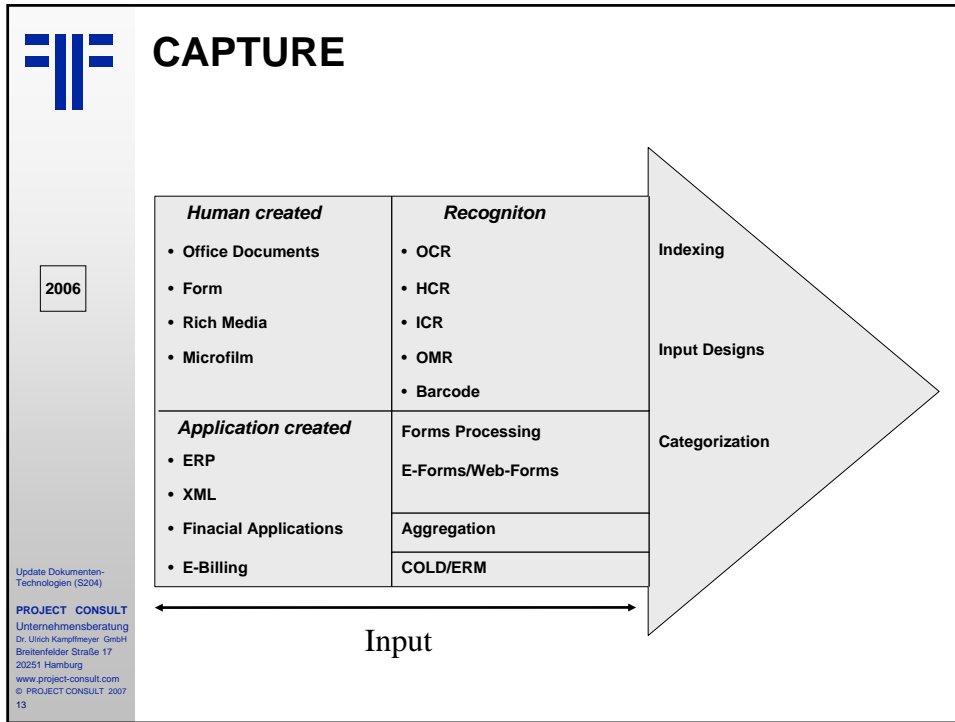 CAPTURE
2006
Human created
• Office Documents
• Form
• Rich Media
• Microfilm
Recogniton
• OCR
• HCR
• ICR
• OMR
• Barcode
Application created
• ERP
• XML
• Finacial Applications
• E-Billing
Forms Processing
E-Forms/Web-Forms
Aggregation
COLD/ERM
Indexing
Input Designs
Categorization
Input
Update Dokumenten-
Technologien (S204)
PROJECT CONSULT
Unternehmensberatung
Dr. Ulrich Kampffmeyer GmbH
Breitenfelder Straße 17
20251 Hamburg
www.project-consult.com
© PROJECT CONSULT 2007
13